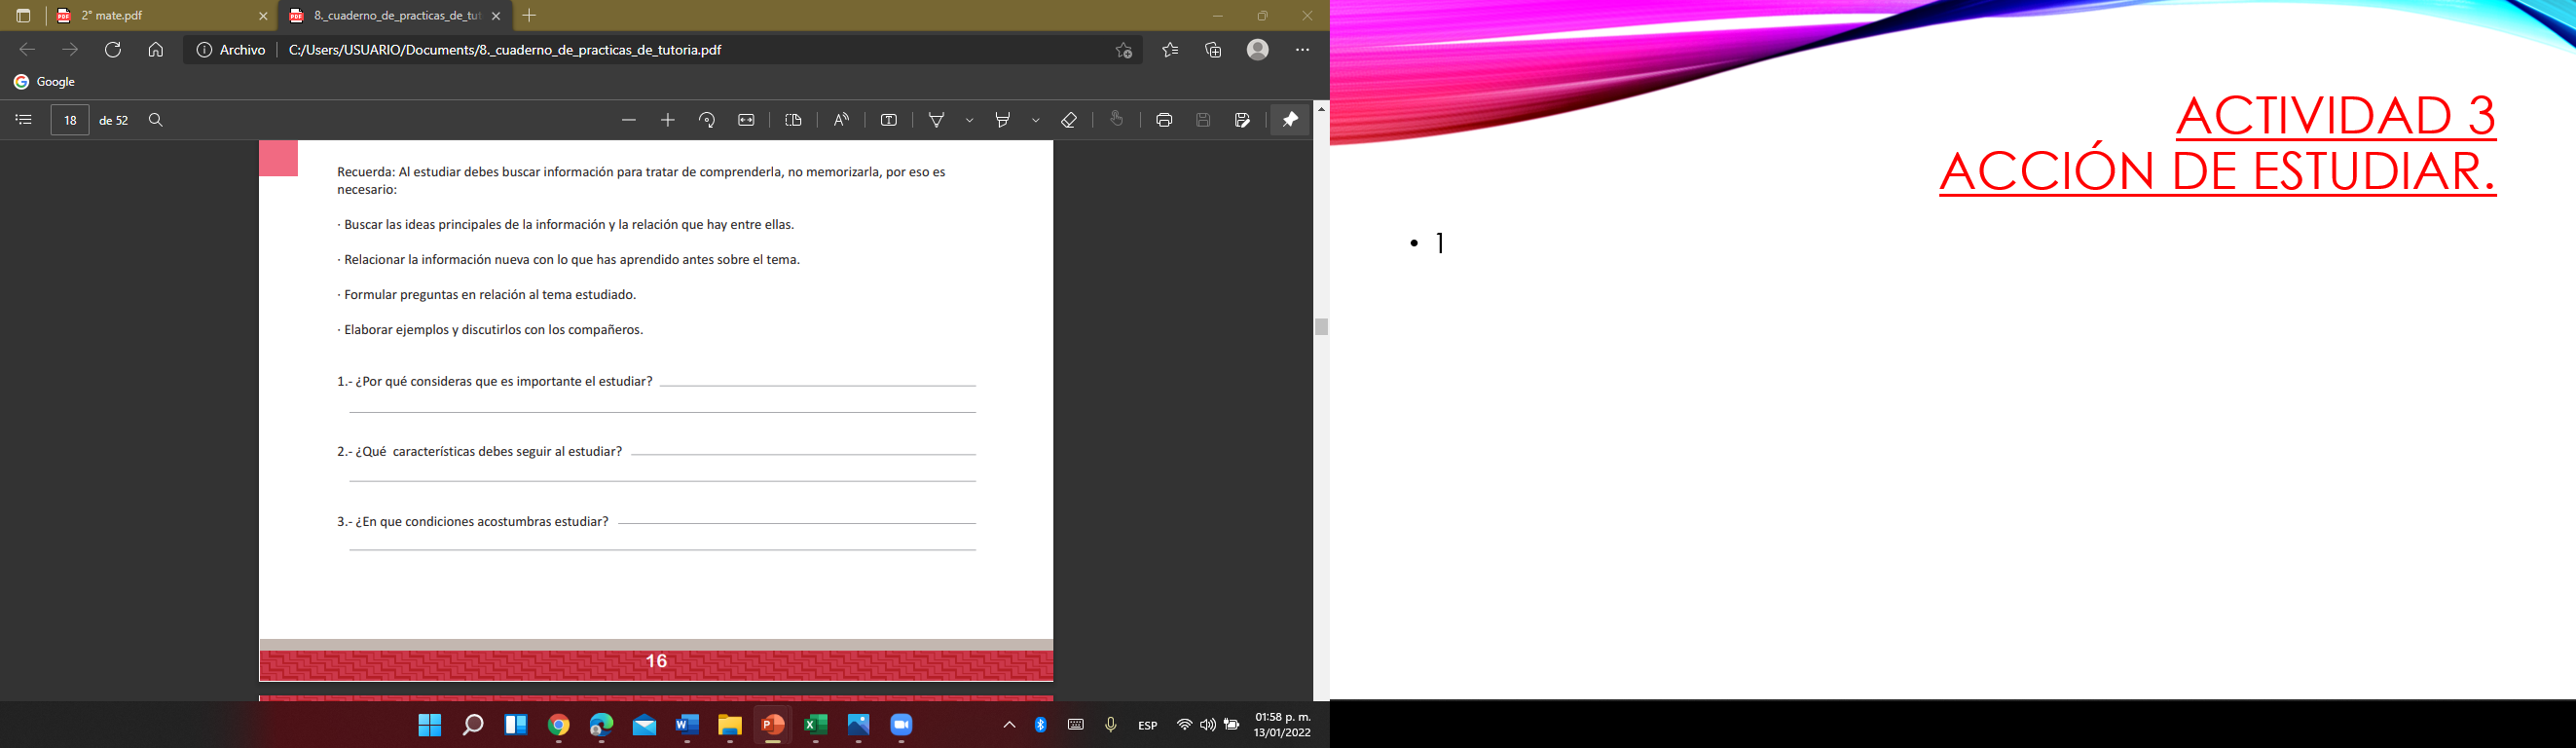 2° mate.pdf
8._cuaderno_de_practicas_de_tut
Archivo
C:/Users/USUARIO/Documents/8._cuaderno_de_practicas_de_tutoria.pdf
Google
18 de 52
Recuerda: Al estudiar debes buscar información para tratar de comprenderla, no memorizarla, por eso es
necesario:
· Buscar las ideas principales de la información y la relación que hay entre ellas.
· Relacionar la información nueva con lo que has aprendido antes sobre el tema.
· Formular preguntas en relación al tema estudiado.
· Elaborar ejemplos y discutirlos con los compañeros.
1.- ¿Por qué consideras que es importante el estudiar?
2.- ¿Qué  características debes seguir al estudiar?
3.- ¿En que condiciones acostumbras estudiar?
16
ESP
01:58 p. m.
13/01/2022
ACTIVIDAD 3
ACCIÓN DE ESTUDIAR.
• 1